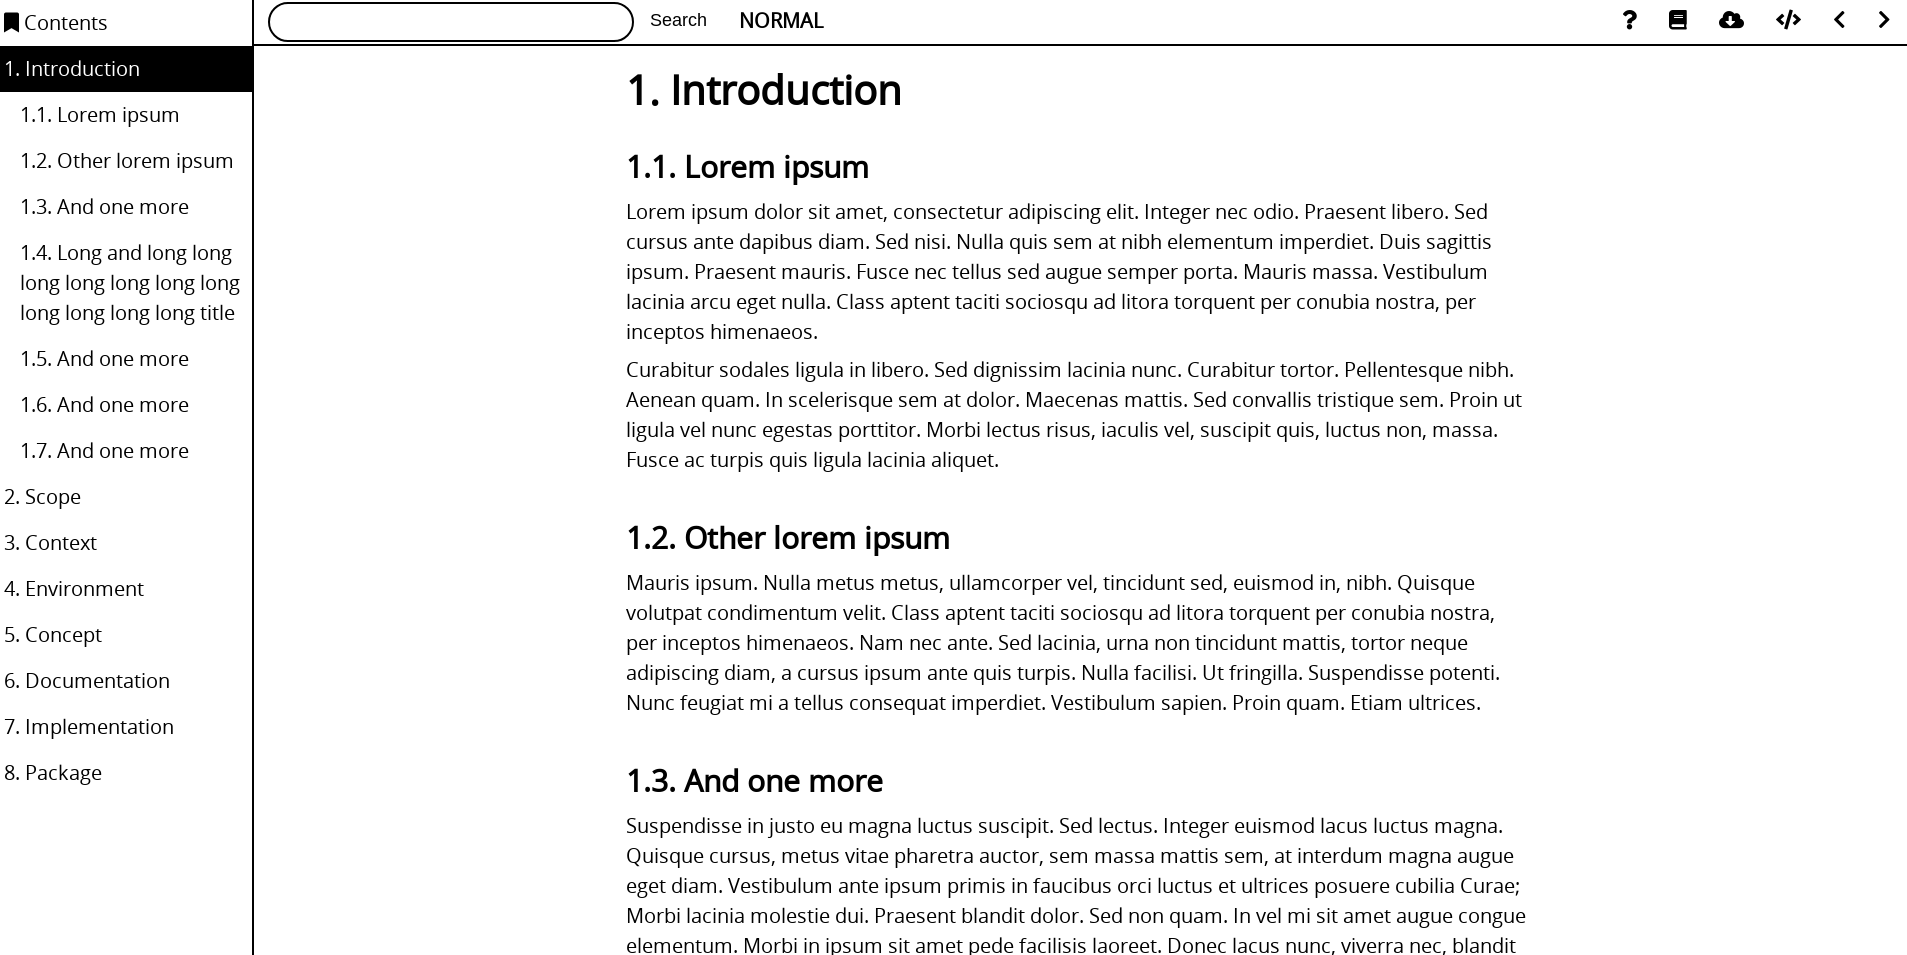 Contents
1. Introduction
1.1. Lorem ipsum
1.2. Other lorem ipsum
1.3. And one more
1.4. Long and long long
long long long long long
long long long long title
1.5. And one more
1.6. And one more
1.7. And one more
2. Scope
3. Context
4. Environment
5. Concept
6. Documentation
7. Implementation
8. Package
Search NORMAL
1. Introduction
1.1. Lorem ipsum
Lorem ipsum dolor sit amet, consectetur adipiscing elit. Integer nec odio. Praesent libero. Sed
cursus ante dapibus diam. Sed nisi. Nulla quis sem at nibh elementum imperdiet. Duis sagittis
ipsum. Praesent mauris. Fusce nec tellus sed augue semper porta. Mauris massa. Vestibulum
lacinia arcu eget nulla. Class aptent taciti sociosqu ad litora torquent per conubia nostra, per
inceptos himenaeos.
Curabitur sodales ligula in libero. Sed dignissim lacinia nunc. Curabitur tortor. Pellentesque nibh.
Aenean quam. In scelerisque sem at dolor. Maecenas mattis. Sed convallis tristique sem. Proin ut
ligula vel nunc egestas porttitor. Morbi lectus risus, iaculis vel, suscipit quis, luctus non, massa.
Fusce ac turpis quis ligula lacinia aliquet.
1.2. Other lorem ipsum
Mauris ipsum. Nulla metus metus, ullamcorper vel, tincidunt sed, euismod in, nibh. Quisque
volutpat condimentum velit. Class aptent taciti sociosqu ad litora torquent per conubia nostra,
per inceptos himenaeos. Nam nec ante. Sed lacinia, urna non tincidunt mattis, tortor neque
adipiscing diam, a cursus ipsum ante quis turpis. Nulla facilisi. Ut fringilla. Suspendisse potenti.
Nunc feugiat mi a tellus consequat imperdiet. Vestibulum sapien. Proin quam. Etiam ultrices.
1.3. And one more
Suspendisse in justo eu magna luctus suscipit. Sed lectus. Integer euismod lacus luctus magna.
Quisque cursus, metus vitae pharetra auctor, sem massa mattis sem, at interdum magna augue
eget diam. Vestibulum ante ipsum primis in faucibus orci luctus et ultrices posuere cubilia Curae;
Morbi lacinia molestie dui. Praesent blandit dolor. Sed non quam. In vel mi sit amet augue congue
elementum. Morbi in ipsum sit amet pede facilisis laoreet. Donec lacus nunc, viverra nec, blandit